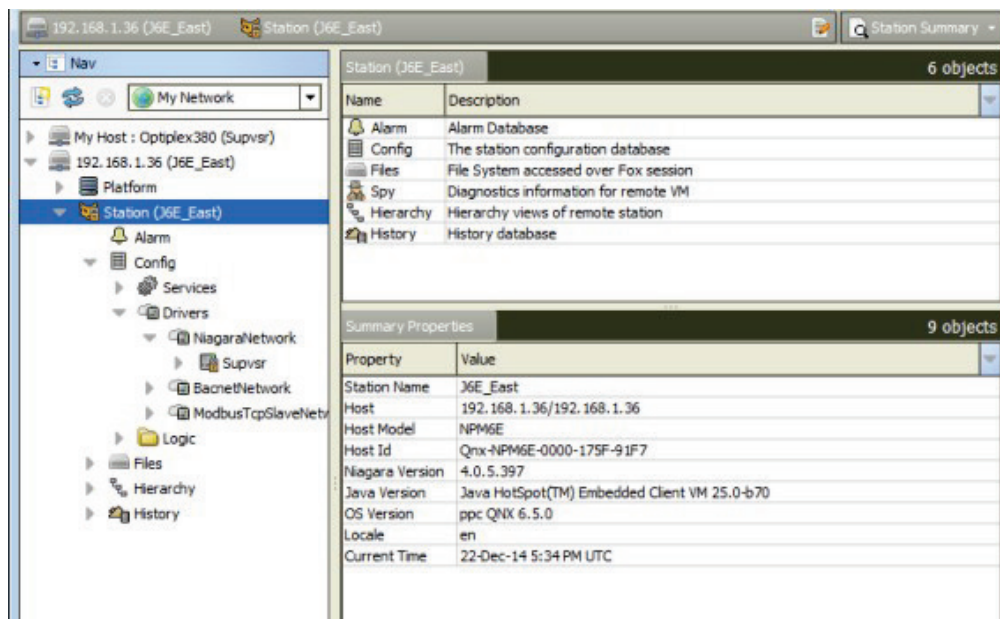 192.168.1.36 (J6E_East) Station (J6E_East) Station Summary
Nav
My Network
My Host : Optiplex380 (Supvsr)
192.168.1.36 (J6E_East)
Platform
Station (J6E_East)
Alarm
Config
Services
Drivers
NiagaraNetwork
Supvsr
BacnetNetwork
ModbusTcpSlaveNetw
Logic
Files
Hierarchy
History
Station (J6E_East) 6 objects
Name Description
Alarm Alarm Database
Config The station configuration database
Files File System accessed over Fox session
Spy Diagnostics information for remote VM
Hierarchy Hierarchy views of remote station
History History database
Summary Properties 9 objects
Property Value
Station Name J6E_East
Host 192.168.1.36/192.168.1.36
Host Model NPM6E
Host Id Qnx-NPM6E-0000-175F-91F7
Niagara Version 4.0.5.397
Java Version Java HotSpot(TM) Embedded Client VM 25.0-b70
OS Version ppc QNX 6.5.0
Locale en
Current Time 22-Dec-14 5:34 PM UTC